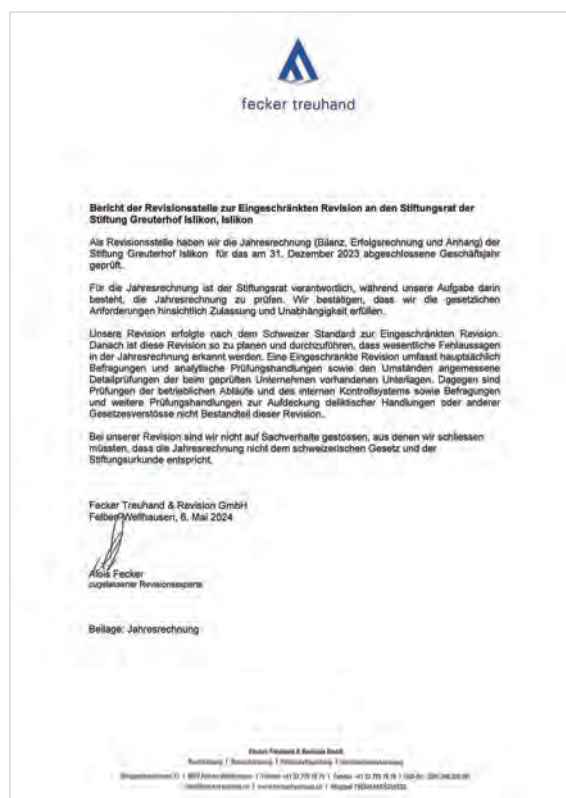 fecker treuhand
Bericht der Revisionsstelle zur Eingeschränkten Revision an den Stiftungsrat der
Stiftung Greuterhof Islikon, Islikon
Als Revisionsstelle haben wir die Jahresrechnung (Bilanz, Erfolgsrechnung und Anhang) der
Stiftung Greuterhof Islikon für das am 31. Dezember 2023 abgeschlossene Geschäftsjahr
geprüft.
Für die Jahresrechnung ist der Stiftungsrat verantwortlich, während unsere Aufgabe darin
besteht, die Jahresrechnung zu prüfen. Wir bestätigen, dass wir die gesetzlichen
Anforderungen hinsichtlich Zulassung und Unabhängigkeit erfüllen.
Unsere Revision erfolgte nach dem Schweizer Standard zur Eingeschränkten Revision.
Danach ist diese Revision so zu planen und durchzuführen, dass wesentliche Fehlaussagen
in der Jahresrechnung erkannt werden. Eine Eingeschränkte Revision umfasst hauptsächlich
Befragungen und analytische Prüfungshandlungen sowie den Umständen angemessene
Detailprüfungen der beim geprüften Unternehmen vorhandenen Unterlagen. Dagegen sind
Prüfungen der betrieblichen Abläufe und des internen Kontrollsystems sowie Befragungen
und weitere Prüfungshandlungen zur Aufdeckung deliktischer Handlungen oder anderer
Gesetzesverstösse nicht Bestandteil dieser Revision.
Bei unserer Revision sind wir nicht auf Sachverhalte gestossen, aus denen wir schliessen
müssten, dass die Jahresrechnung nicht dem schweizerischen Gesetz und der
Stiftungsurkunde entspricht.
Fecker Treuhand & Revision GmbH
Felben-Wellhausen, 6. Mai 2024
Alois Fecker
zugelassener Revisionsexperte
Beilage: Jahresrechnung
Fecker Treuhand & Revision GmbH